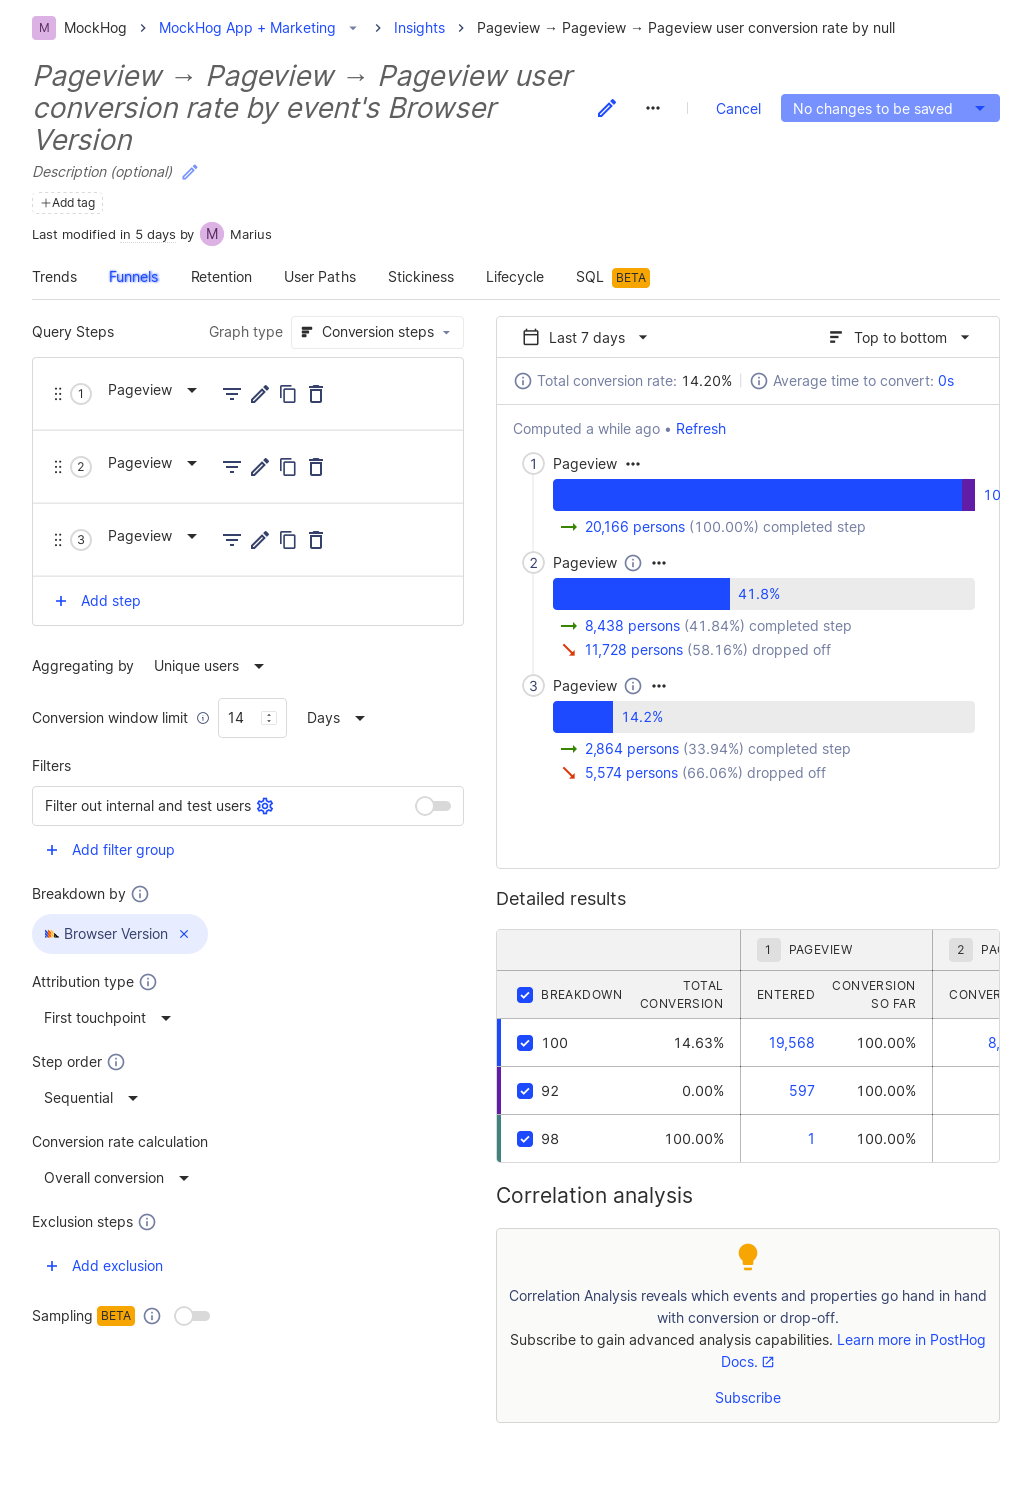 M MockHog > MockHog App + Marketing > Insights > Pageview → Pageview → Pageview user conversion rate by null
Pageview → Pageview → Pageview user
conversion rate by event's Browser
Version
Cancel
No changes to be saved
Description (optional)
+Add tag
Last modified in 5 days by M Marius
Trends Funnels Retention User Paths Stickiness Lifecycle SQL BETA
Query Steps Graph type Conversion steps
1 Pageview
2 Pageview
3 Pageview
+ Add step
Aggregating by Unique users
Conversion window limit 14 Days
Filters
Filter out internal and test users
+ Add filter group
Breakdown by
Browser Version
Attribution type
First touchpoint
Step order
Sequential
Conversion rate calculation
Overall conversion
Exclusion steps
+ Add exclusion
Sampling BETA
Last 7 days Top to bottom
Total conversion rate: 14.20% Average time to convert: 0s
Computed a while ago • Refresh
1 Pageview
10
20,166 persons (100.00%) completed step
2 Pageview
41.8%
8,438 persons (41.84%) completed step
11,728 persons (58.16%) dropped off
3 Pageview
14.2%
2,864 persons (33.94%) completed step
5,574 persons (66.06%) dropped off
Detailed results
1 PAGEVIEW 2
BREAKDOWN TOTAL CONVERSION ENTERED CONVERSION SO FAR
100 14.63% 19,568 100.00% 8,
92 0.00% 597 100.00%
98 100.00% 1 100.00%
Correlation analysis
Correlation Analysis reveals which events and properties go hand in hand
with conversion or drop-off.
Subscribe to gain advanced analysis capabilities. Learn more in PostHog
Docs.
Subscribe